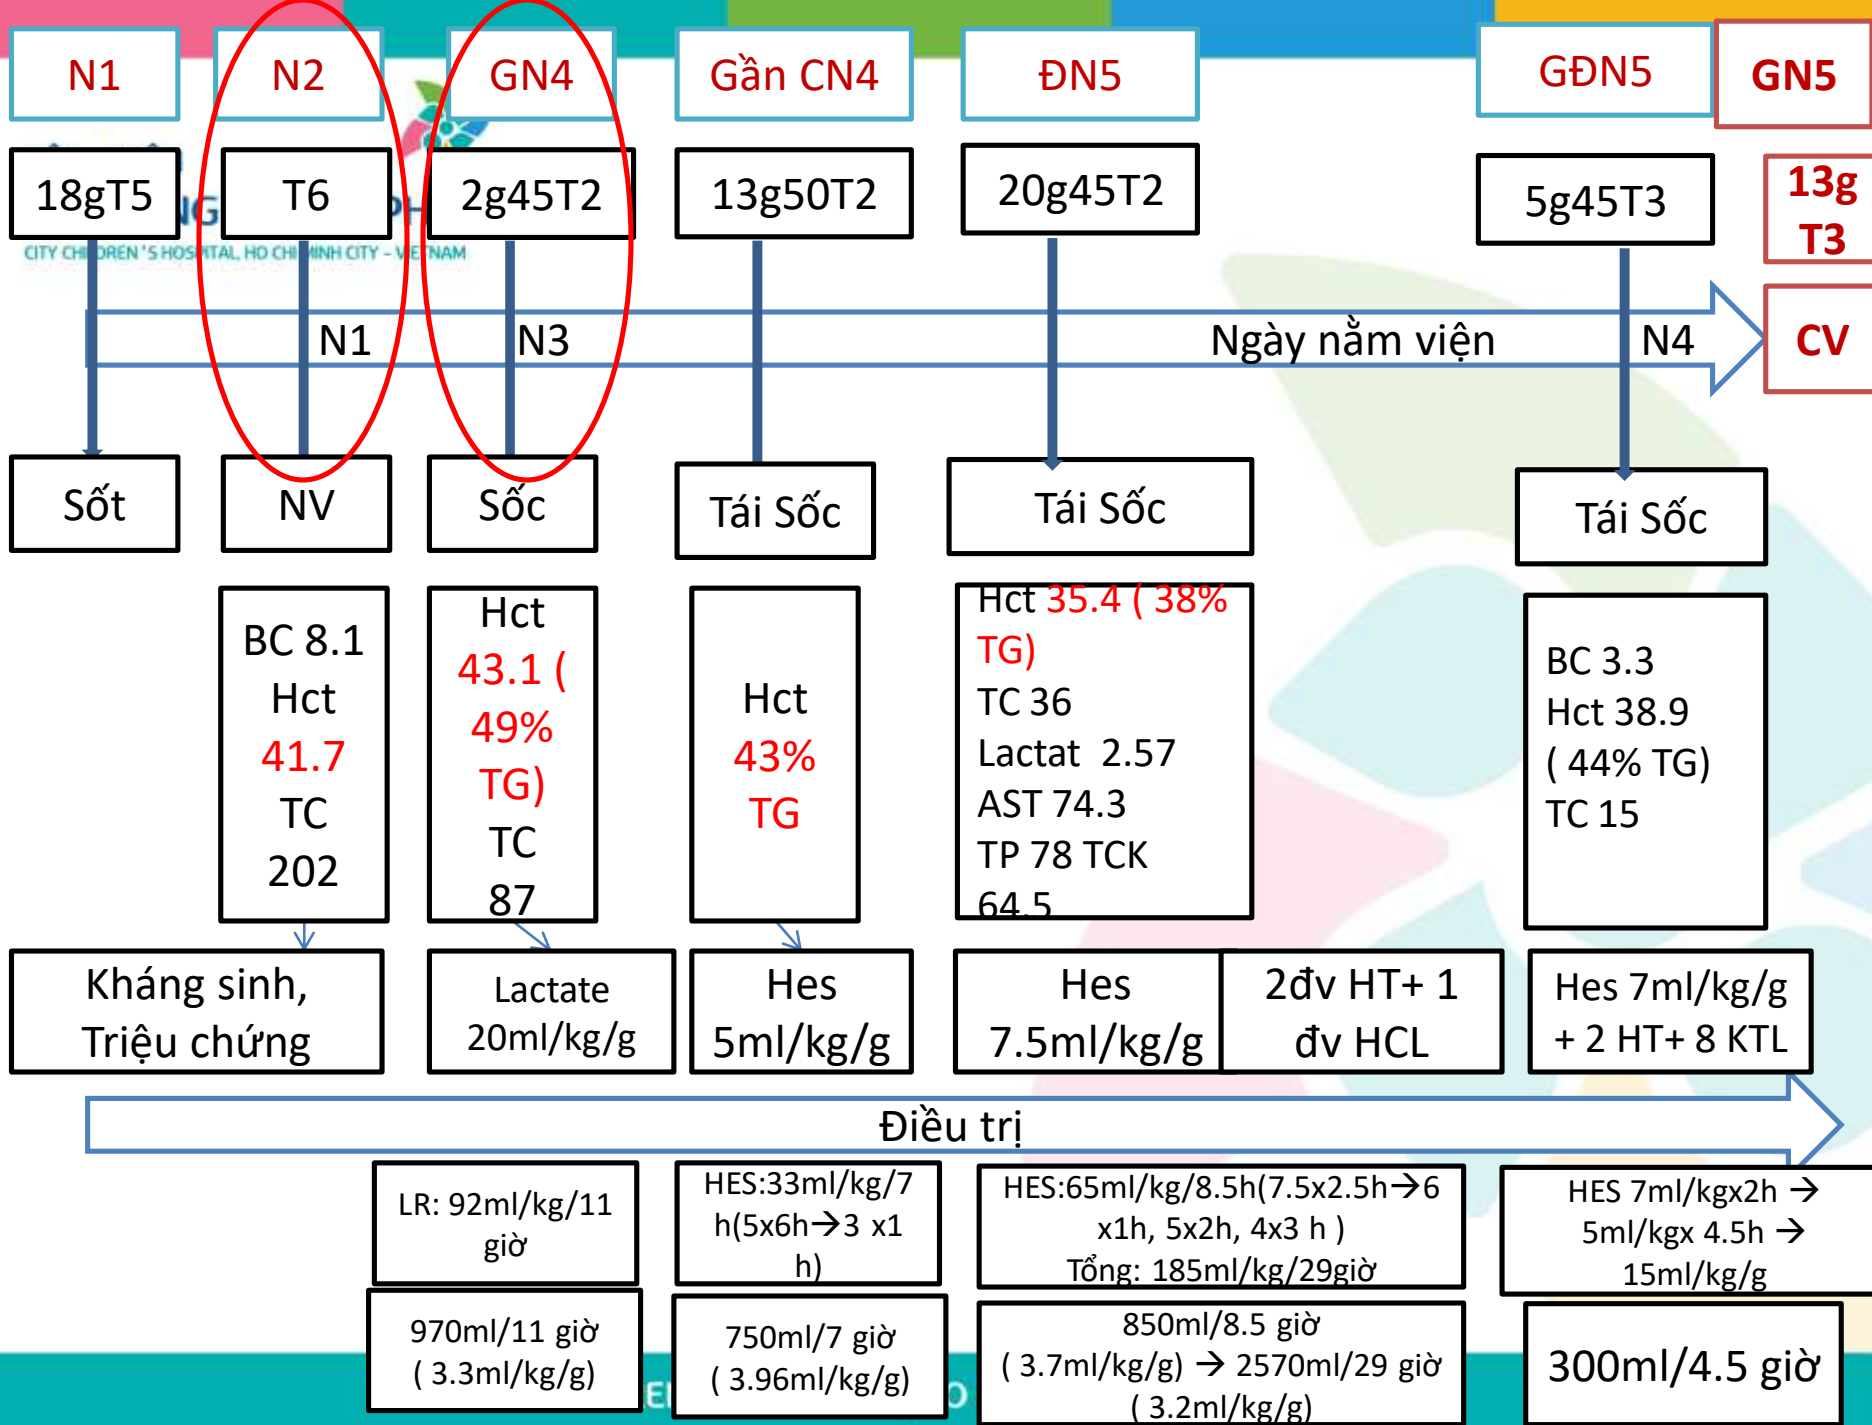 N1
N2
GN4
Gần CN4
ĐN5
GĐN5
GN5
18gT5
T6
2g45T2
13g50T2
20g45T2
5g45T3
13g
T3
CITY CHILDREN'S HOSPITAL, HO CHI MINH CITY - VIETNAM
N1
N3
Ngày nằm viện
N4
CV
Sốt
NV
Sốc
Tái Sốc
Tái Sốc
Tái Sốc
BC 8.1
Hct
41.7
TC
202
Hct
43.1 (
49%
TG)
TC
87
Hct
43%
TG
Hct 35.4 ( 38%
TG)
TC 36
Lactat 2.57
AST 74.3
TP 78 TCK
64.5
BC 3.3
Hct 38.9
( 44% TG)
TC 15
Kháng sinh,
Triệu chứng
Lactate
20ml/kg/g
Hes
5ml/kg/g
Hes
7.5ml/kg/g
2đv HT+ 1
đv HCL
Hes 7ml/kg/g
+ 2 HT+ 8 KTL
Điều trị
LR: 92ml/kg/11
giờ
HES:33ml/kg/7
h(5x6h→3 x1
h)
HES:65ml/kg/8.5h(7.5x2.5h→6
x1h, 5x2h, 4x3 h )
Tổng: 185ml/kg/29giờ
HES 7ml/kgx2h →
5ml/kgx 4.5h →
15ml/kg/g
970ml/11 giờ
( 3.3ml/kg/g)
750ml/7 giờ
( 3.96ml/kg/g)
850ml/8.5 giờ
( 3.7ml/kg/g) → 2570ml/29 giờ
( 3.2ml/kg/g)
300ml/4.5 giờ